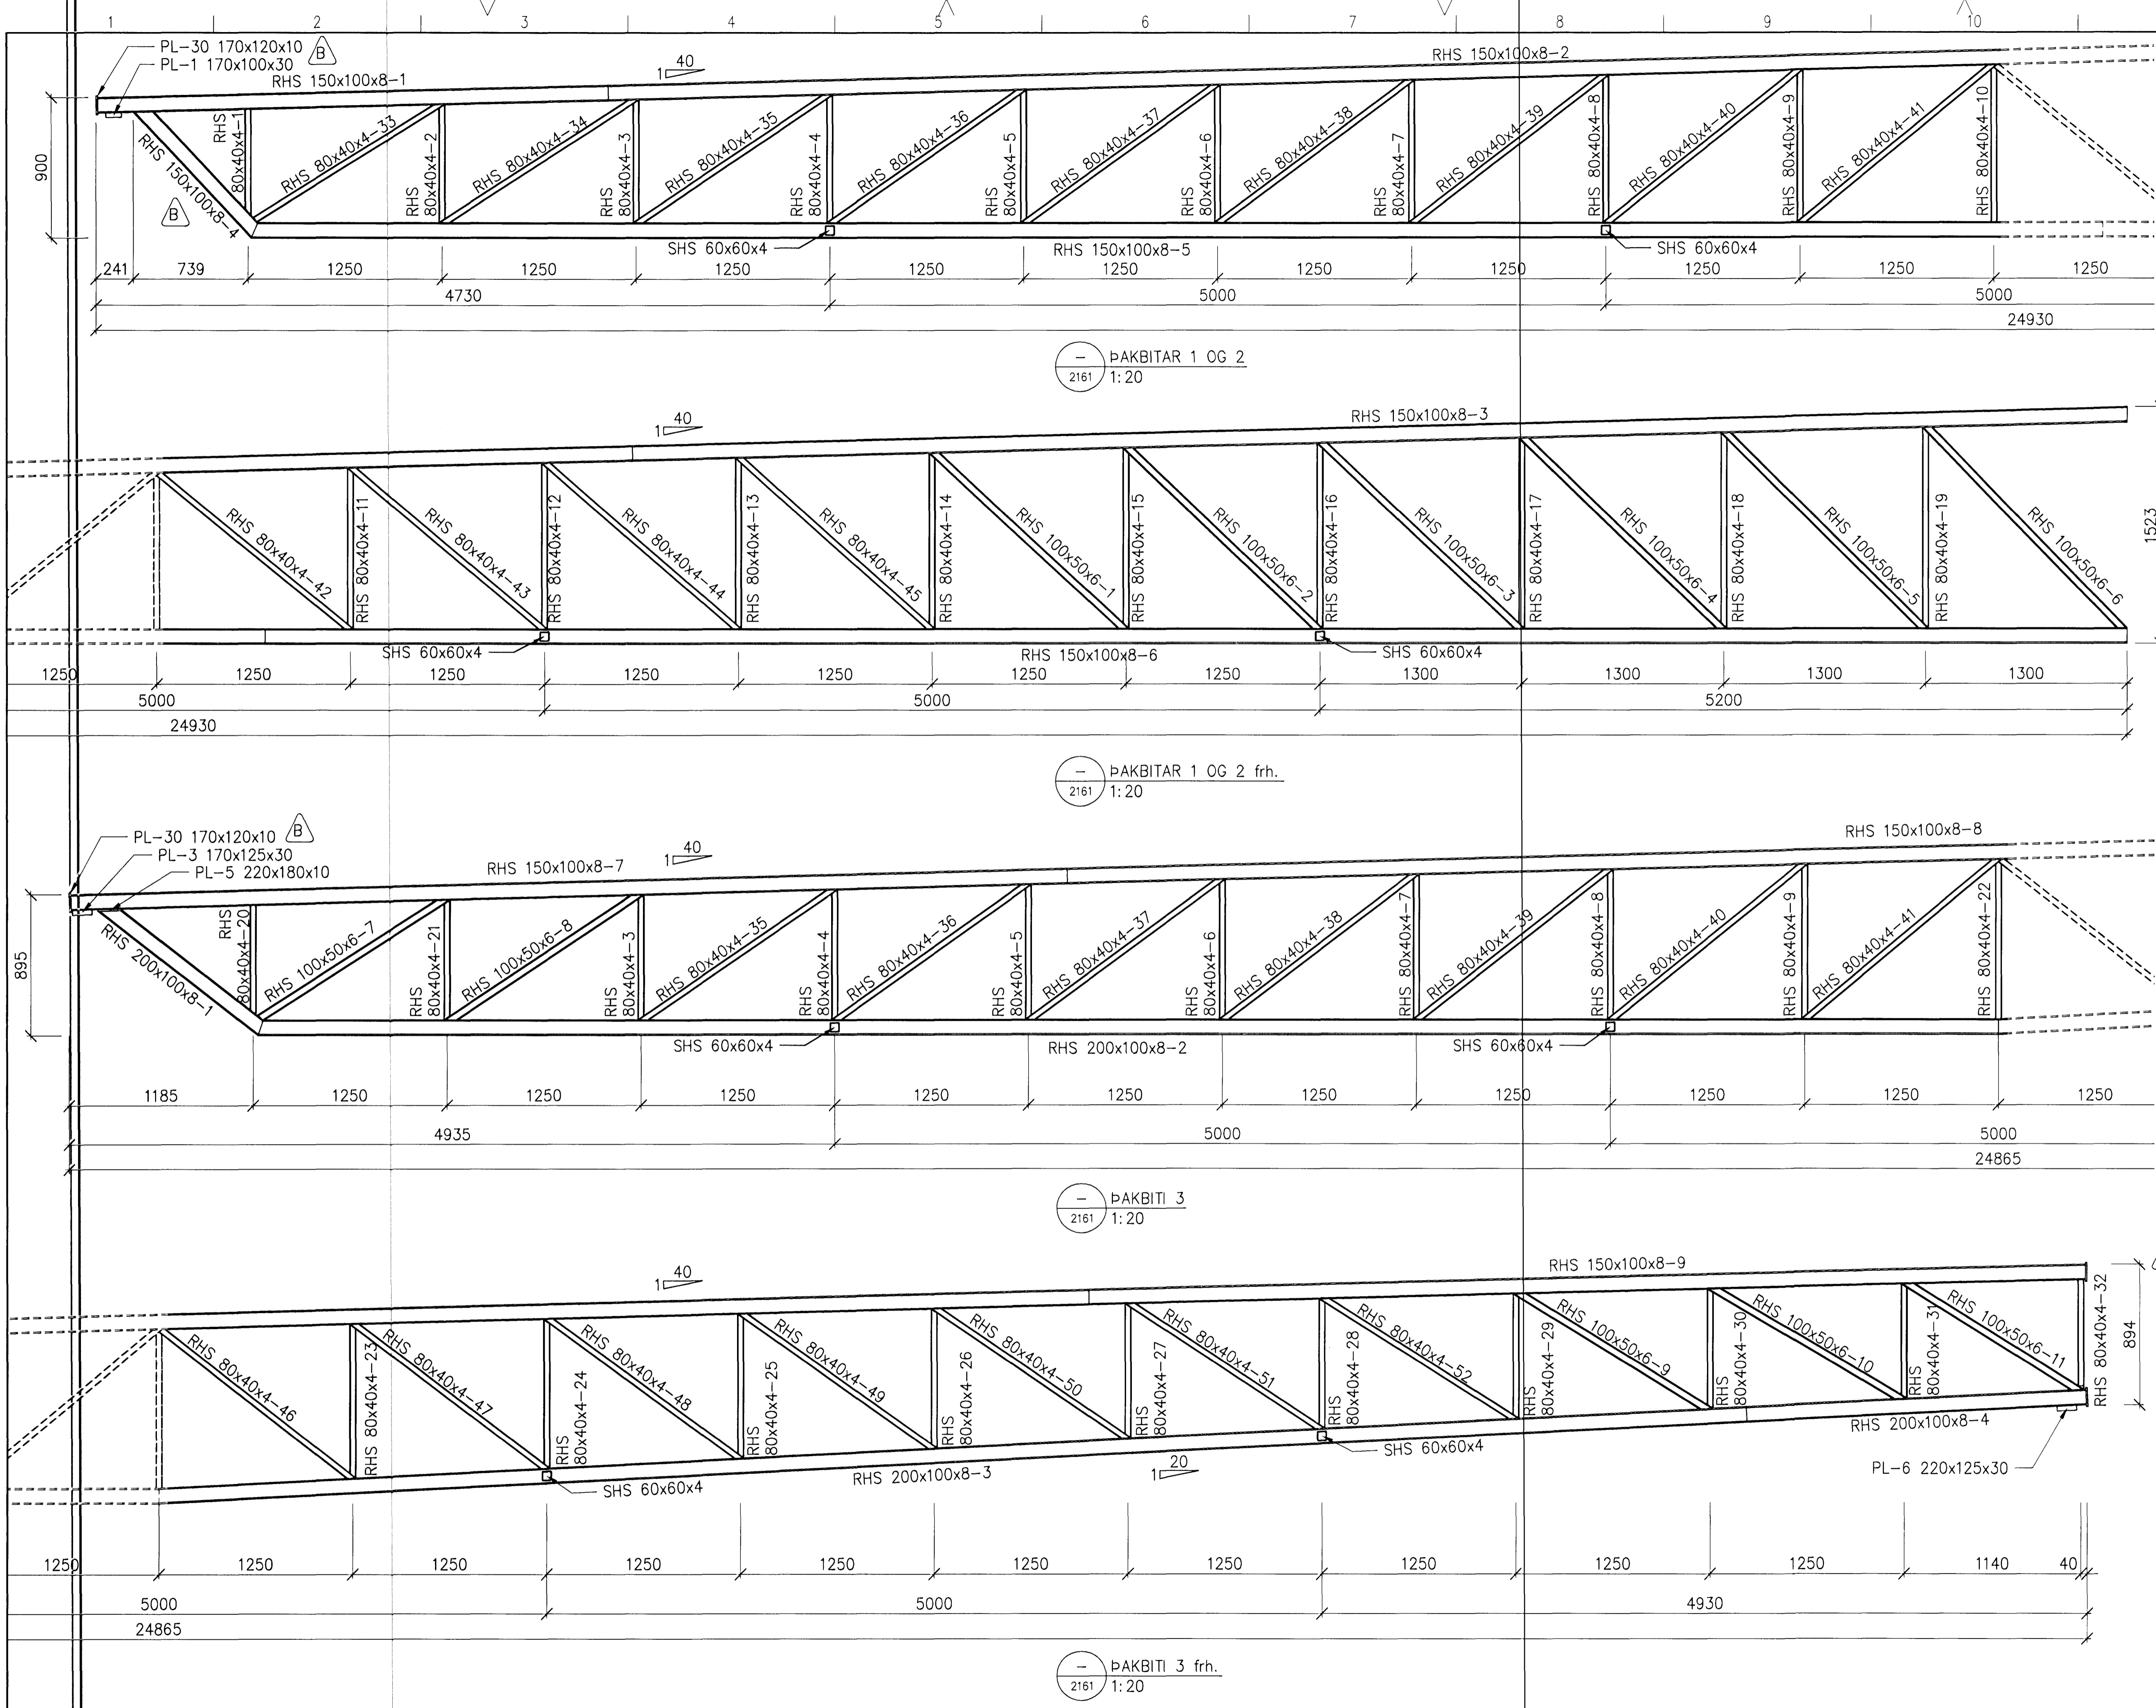 1 2 3 4 5 6 7 8 9 10
PL-30 170x120x10 B
PL-1 170x100x30
RHS 150x100x8-1
40
1
RHS 150x100x8-2
900
RHS 150x100x8-4
B
RHS 80x40x4-1
RHS 80x40x4-33
RHS 80x40x4-2
RHS 80x40x4-34
RHS 80x40x4-3
RHS 80x40x4-35
RHS 80x40x4-4
RHS 80x40x4-36
RHS 80x40x4-5
RHS 80x40x4-37
RHS 80x40x4-6
RHS 80x40x4-38
RHS 80x40x4-7
RHS 80x40x4-39
RHS 80x40x4-8
RHS 80x40x4-40
RHS 80x40x4-9
RHS 80x40x4-41
RHS 80x40x4-10
SHS 60x60x4
RHS 150x100x8-5
SHS 60x60x4
241 739 1250 1250 1250 1250 1250 1250 1250 1250 1250 1250
4730 5000 5000
24930
-
2161
ÞAKBITAR 1 OG 2
1:20
40
1
RHS 150x100x8-3
RHS 80x40x4-42
RHS 80x40x4-11
RHS 80x40x4-43
RHS 80x40x4-12
RHS 80x40x4-44
RHS 80x40x4-13
RHS 80x40x4-45
RHS 80x40x4-14
RHS 100x50x6-1
RHS 80x40x4-15
RHS 100x50x6-2
RHS 80x40x4-16
RHS 100x50x6-3
RHS 80x40x4-17
RHS 100x50x6-4
RHS 80x40x4-18
RHS 100x50x6-5
RHS 80x40x4-19
RHS 100x50x6-6
1523
SHS 60x60x4
RHS 150x100x8-6
SHS 60x60x4
1250 1250 1250 1250 1250 1250 1250 1300 1300 1300 1300
5000 5000 5200
24930
-
2161
ÞAKBITAR 1 OG 2 frh.
1:20
PL-30 170x120x10 B
PL-3 170x125x30
PL-5 220x180x10
RHS 150x100x8-7
40
1
RHS 150x100x8-8
895
RHS 200x100x8-1
RHS 80x40x4-20
RHS 100x50x6-7
RHS 80x40x4-21
RHS 100x50x6-8
RHS 80x40x4-3
RHS 80x40x4-35
RHS 80x40x4-4
RHS 80x40x4-36
RHS 80x40x4-5
RHS 80x40x4-37
RHS 80x40x4-6
RHS 80x40x4-38
RHS 80x40x4-7
RHS 80x40x4-39
RHS 80x40x4-8
RHS 80x40x4-40
RHS 80x40x4-9
RHS 80x40x4-41
RHS 80x40x4-22
SHS 60x60x4
RHS 200x100x8-2
SHS 60x60x4
1185 1250 1250 1250 1250 1250 1250 1250 1250 1250 1250
4935 5000 5000
24865
-
2161
ÞAKBITI 3
1:20
40
1
RHS 150x100x8-9
RHS 80x40x4-46
RHS 80x40x4-23
RHS 80x40x4-47
RHS 80x40x4-24
RHS 80x40x4-48
RHS 80x40x4-25
RHS 80x40x4-49
RHS 80x40x4-26
RHS 80x40x4-50
RHS 80x40x4-27
RHS 80x40x4-51
RHS 80x40x4-28
RHS 80x40x4-52
RHS 80x40x4-29
RHS 100x50x6-9
RHS 80x40x4-30
RHS 100x50x6-10
RHS 80x40x4-31
RHS 100x50x6-11
RHS 80x40x4-32
894
SHS 60x60x4
RHS 200x100x8-3
20
1
SHS 60x60x4
RHS 200x100x8-4
PL-6 220x125x30
1250 1250 1250 1250 1250 1250 1250 1250 1250 1250 1140 40
5000 5000 4930
24865
-
2161
ÞAKBITI 3 frh.
1:20